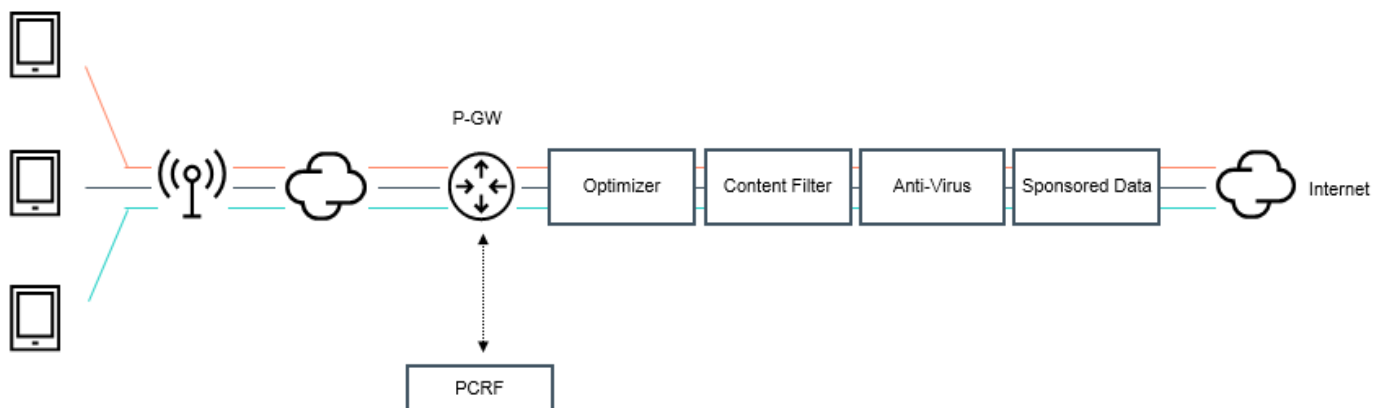 P-GW
Optimizer
Content Filter
Anti-Virus
Sponsored Data
Internet
PCRF